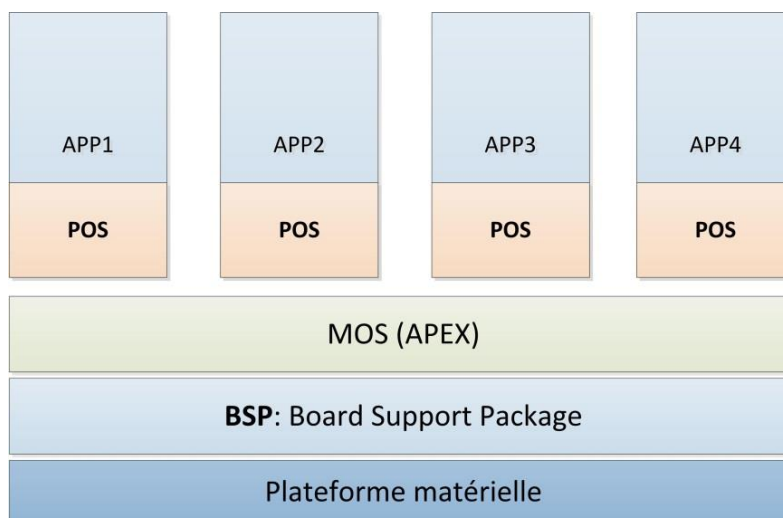 APP1
APP2
APP3
APP4
POS
POS
POS
POS
MOS (APEX)
BSP: Board Support Package
Plateforme matérielle